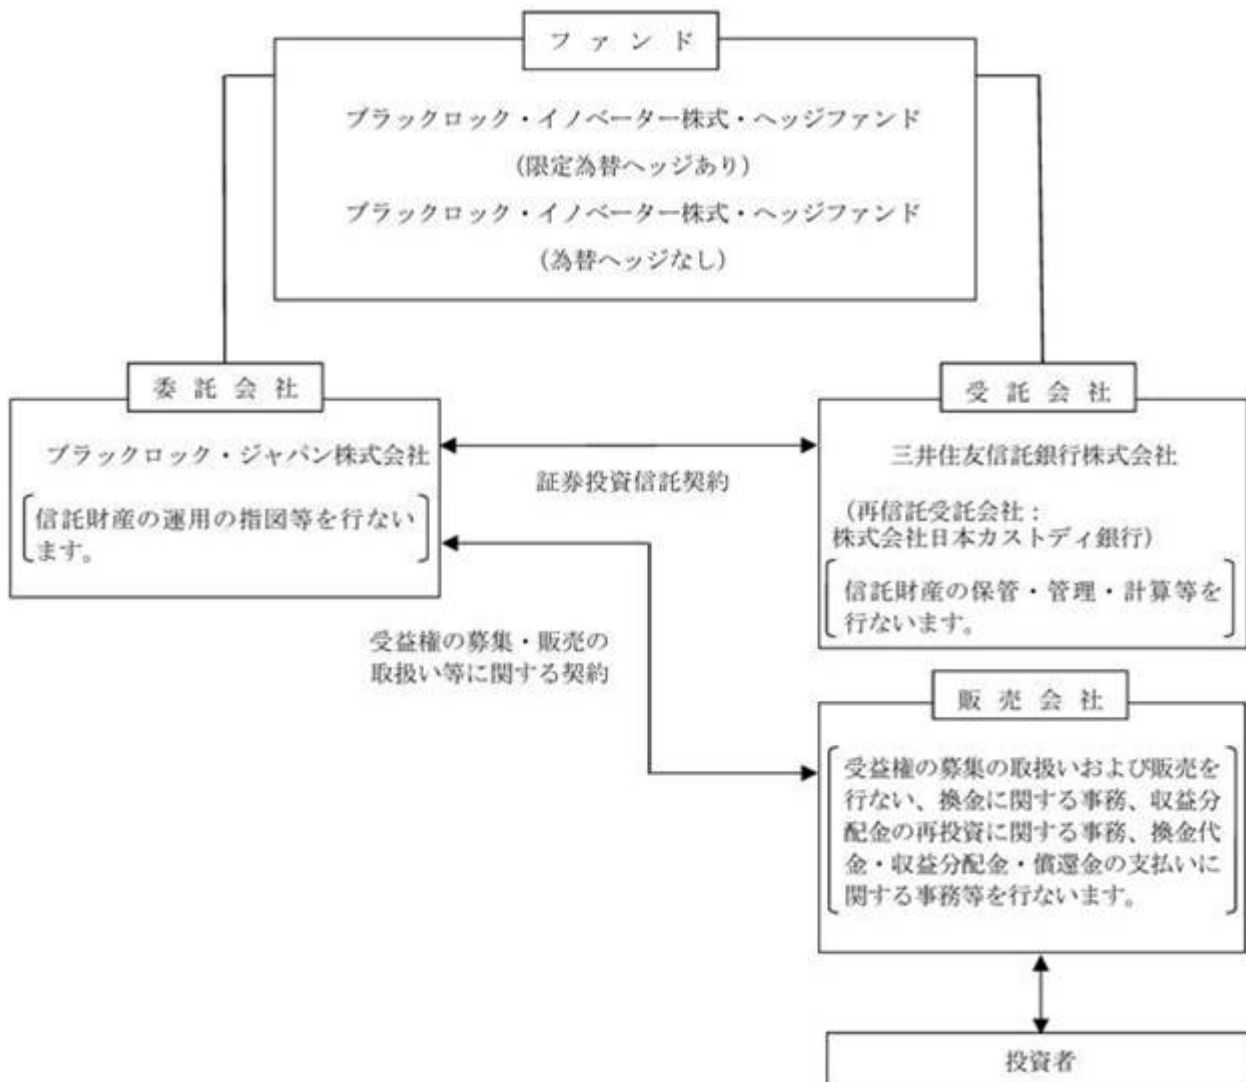 ファンド
ブラックロック・イノベーター株式・ヘッジファンド
（限定為替ヘッジあり）
ブラックロック・イノベーター株式・ヘッジファンド
（為替ヘッジなし）
委託会社
ブラックロック・ジャパン株式会社
信託財産の運用の指図等を行ない
ます。
証券投資信託契約
受託会社
三井住友信託銀行株式会社
（再信託受託会社：
株式会社日本カストディ銀行）
信託財産の保管・管理・計算等を
行ないます。
受益権の募集・販売の
取扱い等に関する契約
販売会社
受益権の募集の取扱いおよび販売を
行ない、換金に関する事務、収益分
配金の再投資に関する事務、換金代
金・収益分配金・償還金の支払いに
関する事務等を行ないます。
投資者